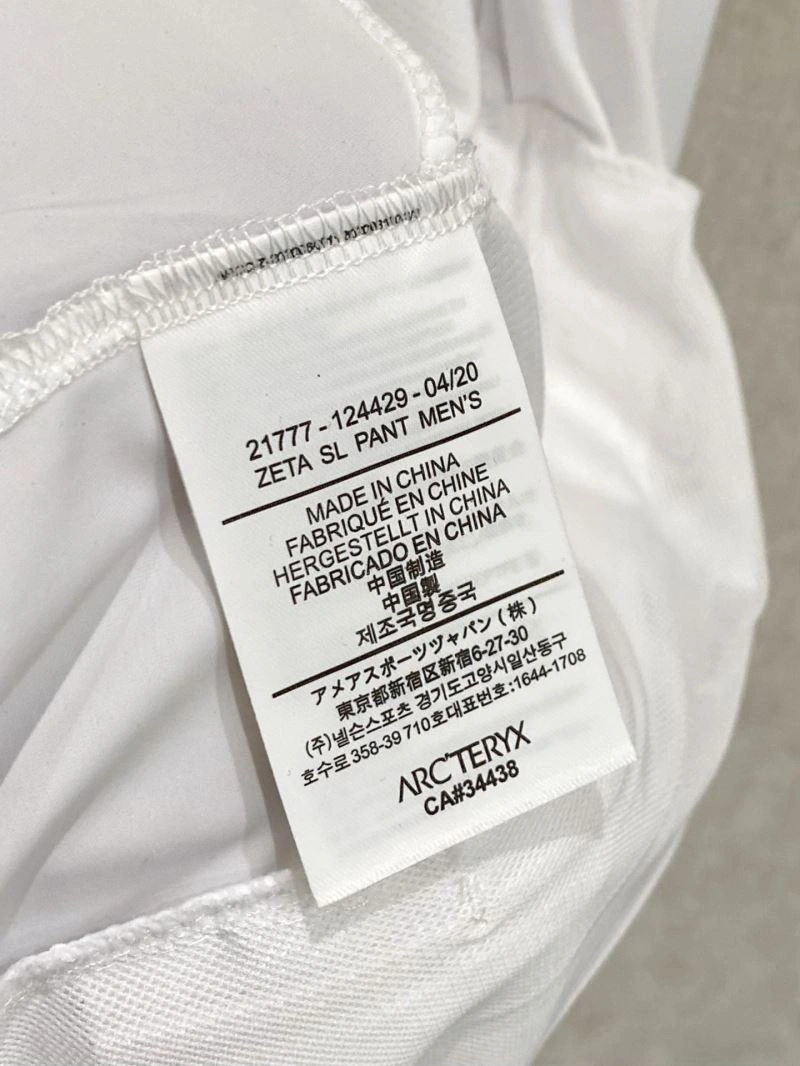 21777 - 124429 - 04/20
ZETA SL PANT MEN'S
MADE IN CHINA
FABRIQUÉ EN CHINE
HERGESTELLT IN CHINA
FABRICADO EN CHINA
中国制造
中国製
제조국명 중국
アメアスポーツジャパン (株)
東京都新宿区新宿6-27-30
(주)넬슨스포츠 경기도고양시일산동구
호수로 358-39 710호대표번호:1644-1708
ARC'TERYX
CA#34438